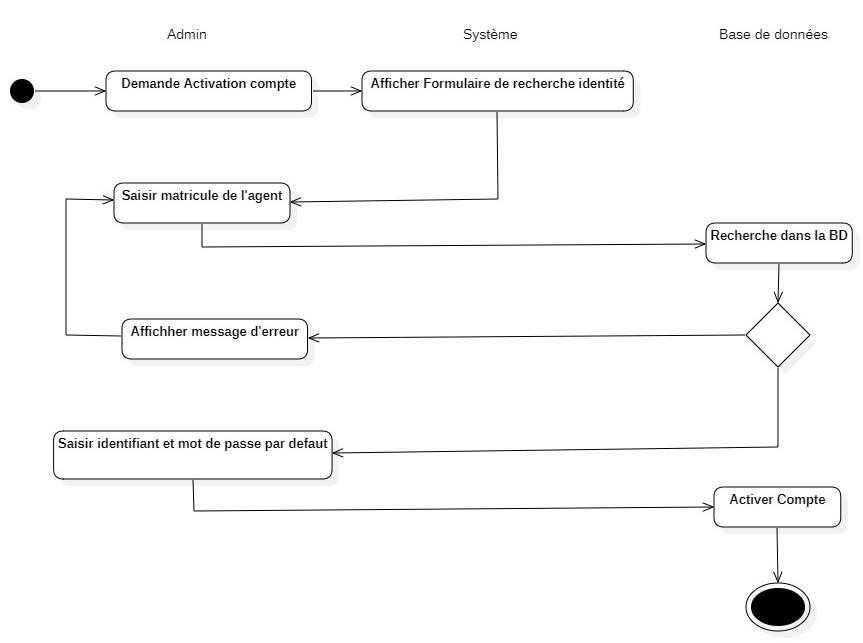 Admin
Système
Base de données
Demande Activation compte
Afficher Formulaire de recherche identité
Saisir matricule de l'agent
Recherche dans la BD
Affichher message d'erreur
Saisir identifiant et mot de passe par defaut
Activer Compte